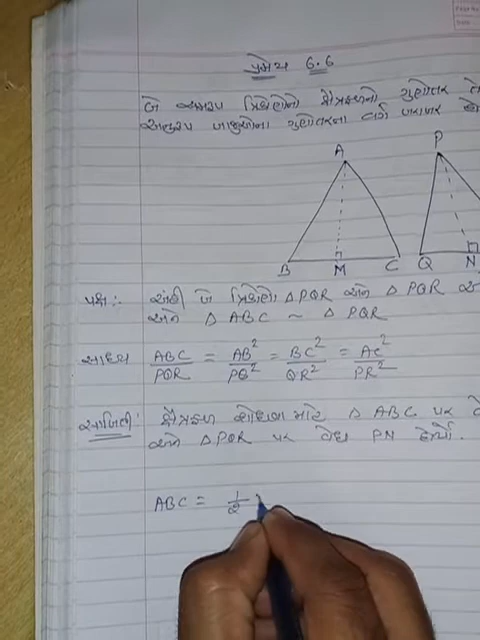 પ્રમેય 6.6
બે સમરૂપ ત્રિકોણોનાં ક્ષેત્રફળનો ગુણોત્તર
અનુરૂપ બાજુઓના ગુણોત્તરના વર્ગ બરાબર
A
P
B M C Q N
પક્ષ :- અહીં બે ત્રિકોણો △ PQR અને △ PQR
અને △ ABC ~ △ PQR
સાધ્ય ABC/PQR = AB²/PQ² = BC²/QR² = AC²/PR²
સાબિતી: ક્ષેત્રફળ શોધવા માટે △ ABC પર
અને △ PQR પર વેધ PN દોર્યો.
ABC = 1/2